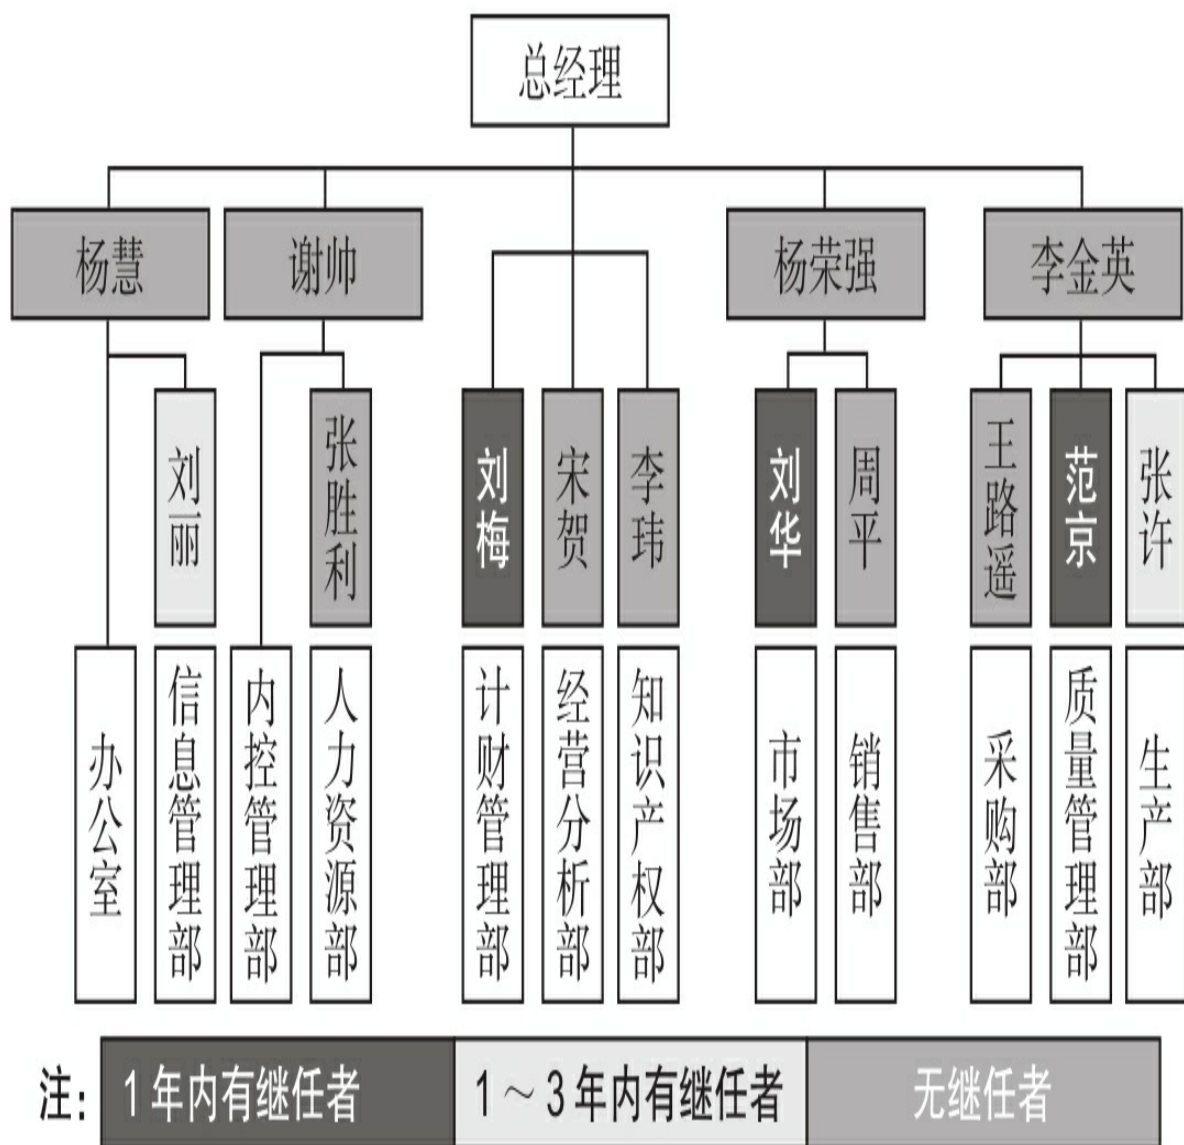 总经理
杨慧
谢帅
杨荣强
李金英
刘丽
张胜利
刘梅
宋贺
李玮
刘华
周平
王路遥
范京
张许
办公室
信息管理部
内控管理部
人力资源部
计财管理部
经营分析部
知识产权部
市场部
销售部
采购部
质量管理部
生产部
注:
1年内有继任者
1～3年内有继任者
无继任者